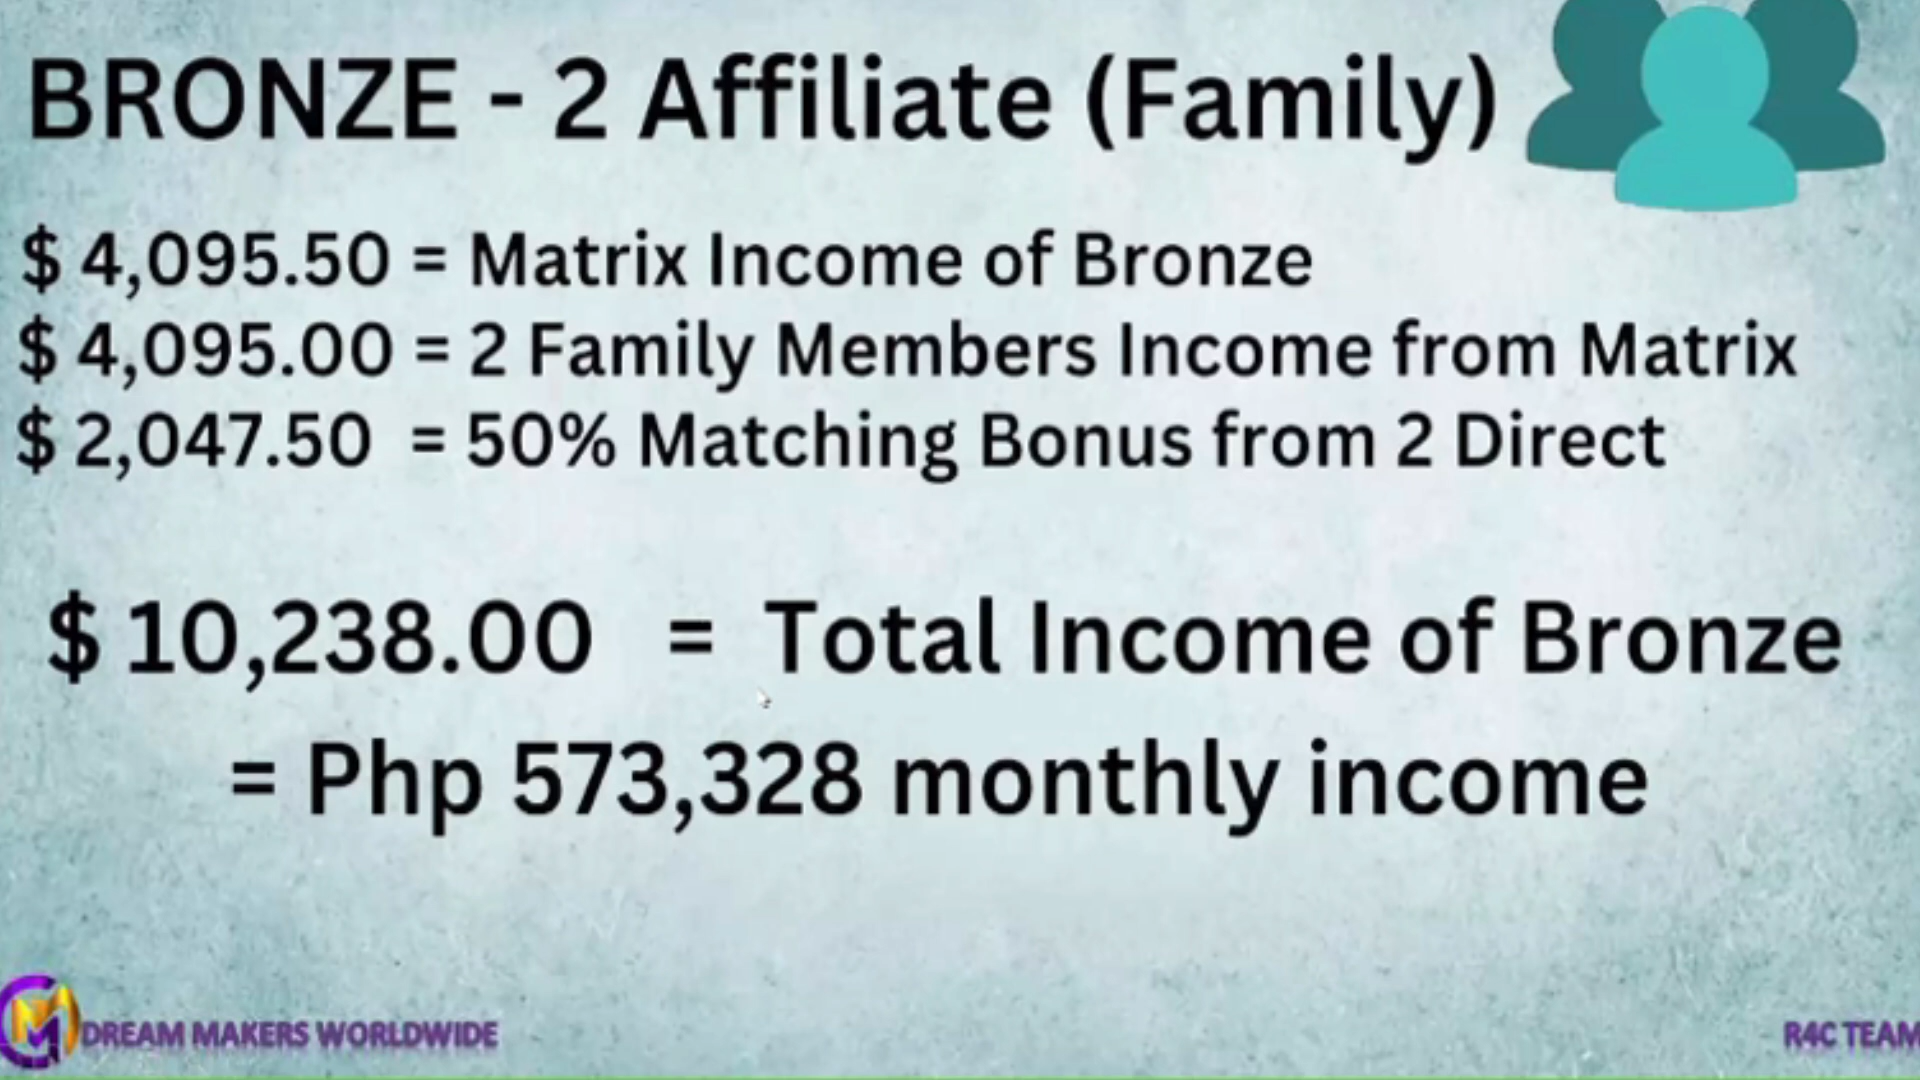 BRONZE - 2 Affiliate (Family)
$ 4,095.50 = Matrix Income of Bronze
$ 4,095.00 = 2 Family Members Income from Matrix
$ 2,047.50 = 50% Matching Bonus from 2 Direct
$ 10,238.00 = Total Income of Bronze
= Php 573,328 monthly income
DREAM MAKERS WORLDWIDE
R4C TEAM